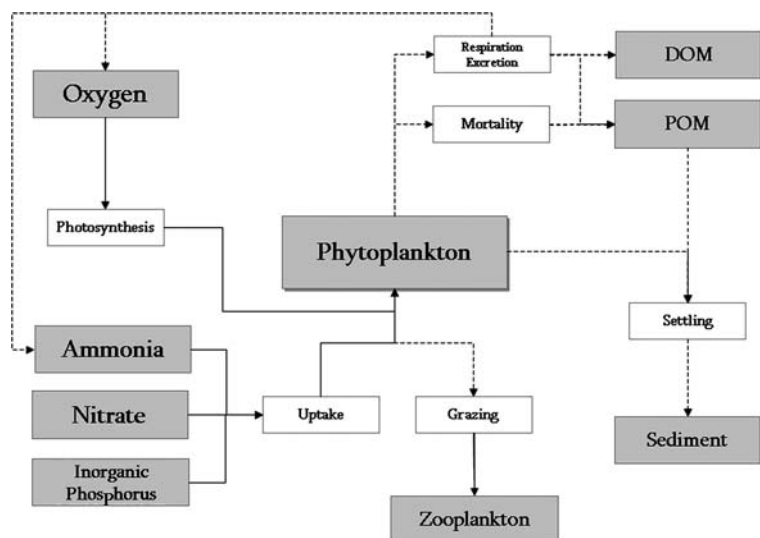 Respiration
Excretion
DOM
Oxygen
Mortality
POM
Photosynthesis
Phytoplankton
Settling
Ammonia
Nitrate
Uptake
Grazing
Sediment
Inorganic
Phosphorus
Zooplankton